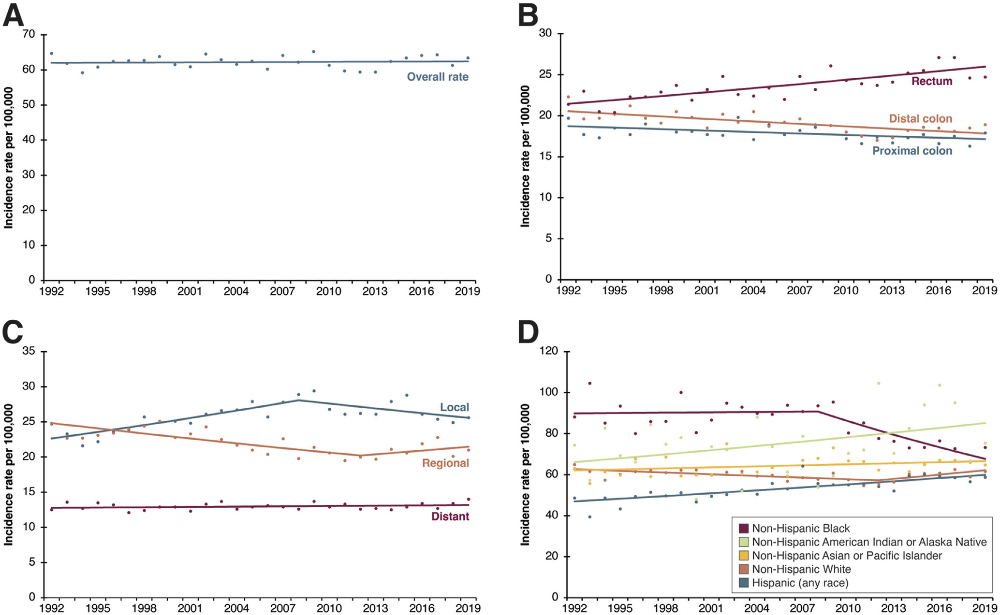 A
70
60
50
40
30
20
10
0
Incidence rate per 100,000
Overall rate
1992 1995 1998 2001 2004 2007 2010 2013 2016 2019
B
30
25
20
15
10
5
0
Incidence rate per 100,000
Rectum
Distal colon
Proximal colon
1992 1995 1998 2001 2004 2007 2010 2013 2016 2019
C
35
30
25
20
15
10
5
0
Incidence rate per 100,000
Local
Regional
Distant
1992 1995 1998 2001 2004 2007 2010 2013 2016 2019
D
120
100
80
60
40
20
0
Incidence rate per 100,000
Non-Hispanic Black
Non-Hispanic American Indian or Alaska Native
Non-Hispanic Asian or Pacific Islander
Non-Hispanic White
Hispanic (any race)
1992 1995 1998 2001 2004 2007 2010 2013 2016 2019